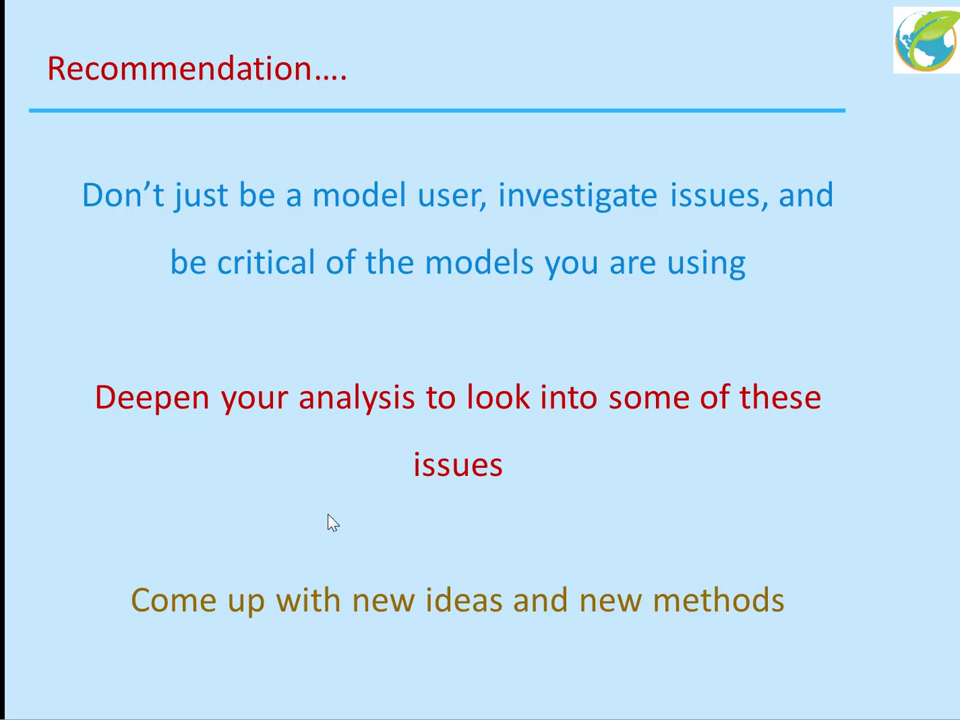 Recommendation….
Don’t just be a model user, investigate issues, and
be critical of the models you are using
Deepen your analysis to look into some of these
issues
Come up with new ideas and new methods